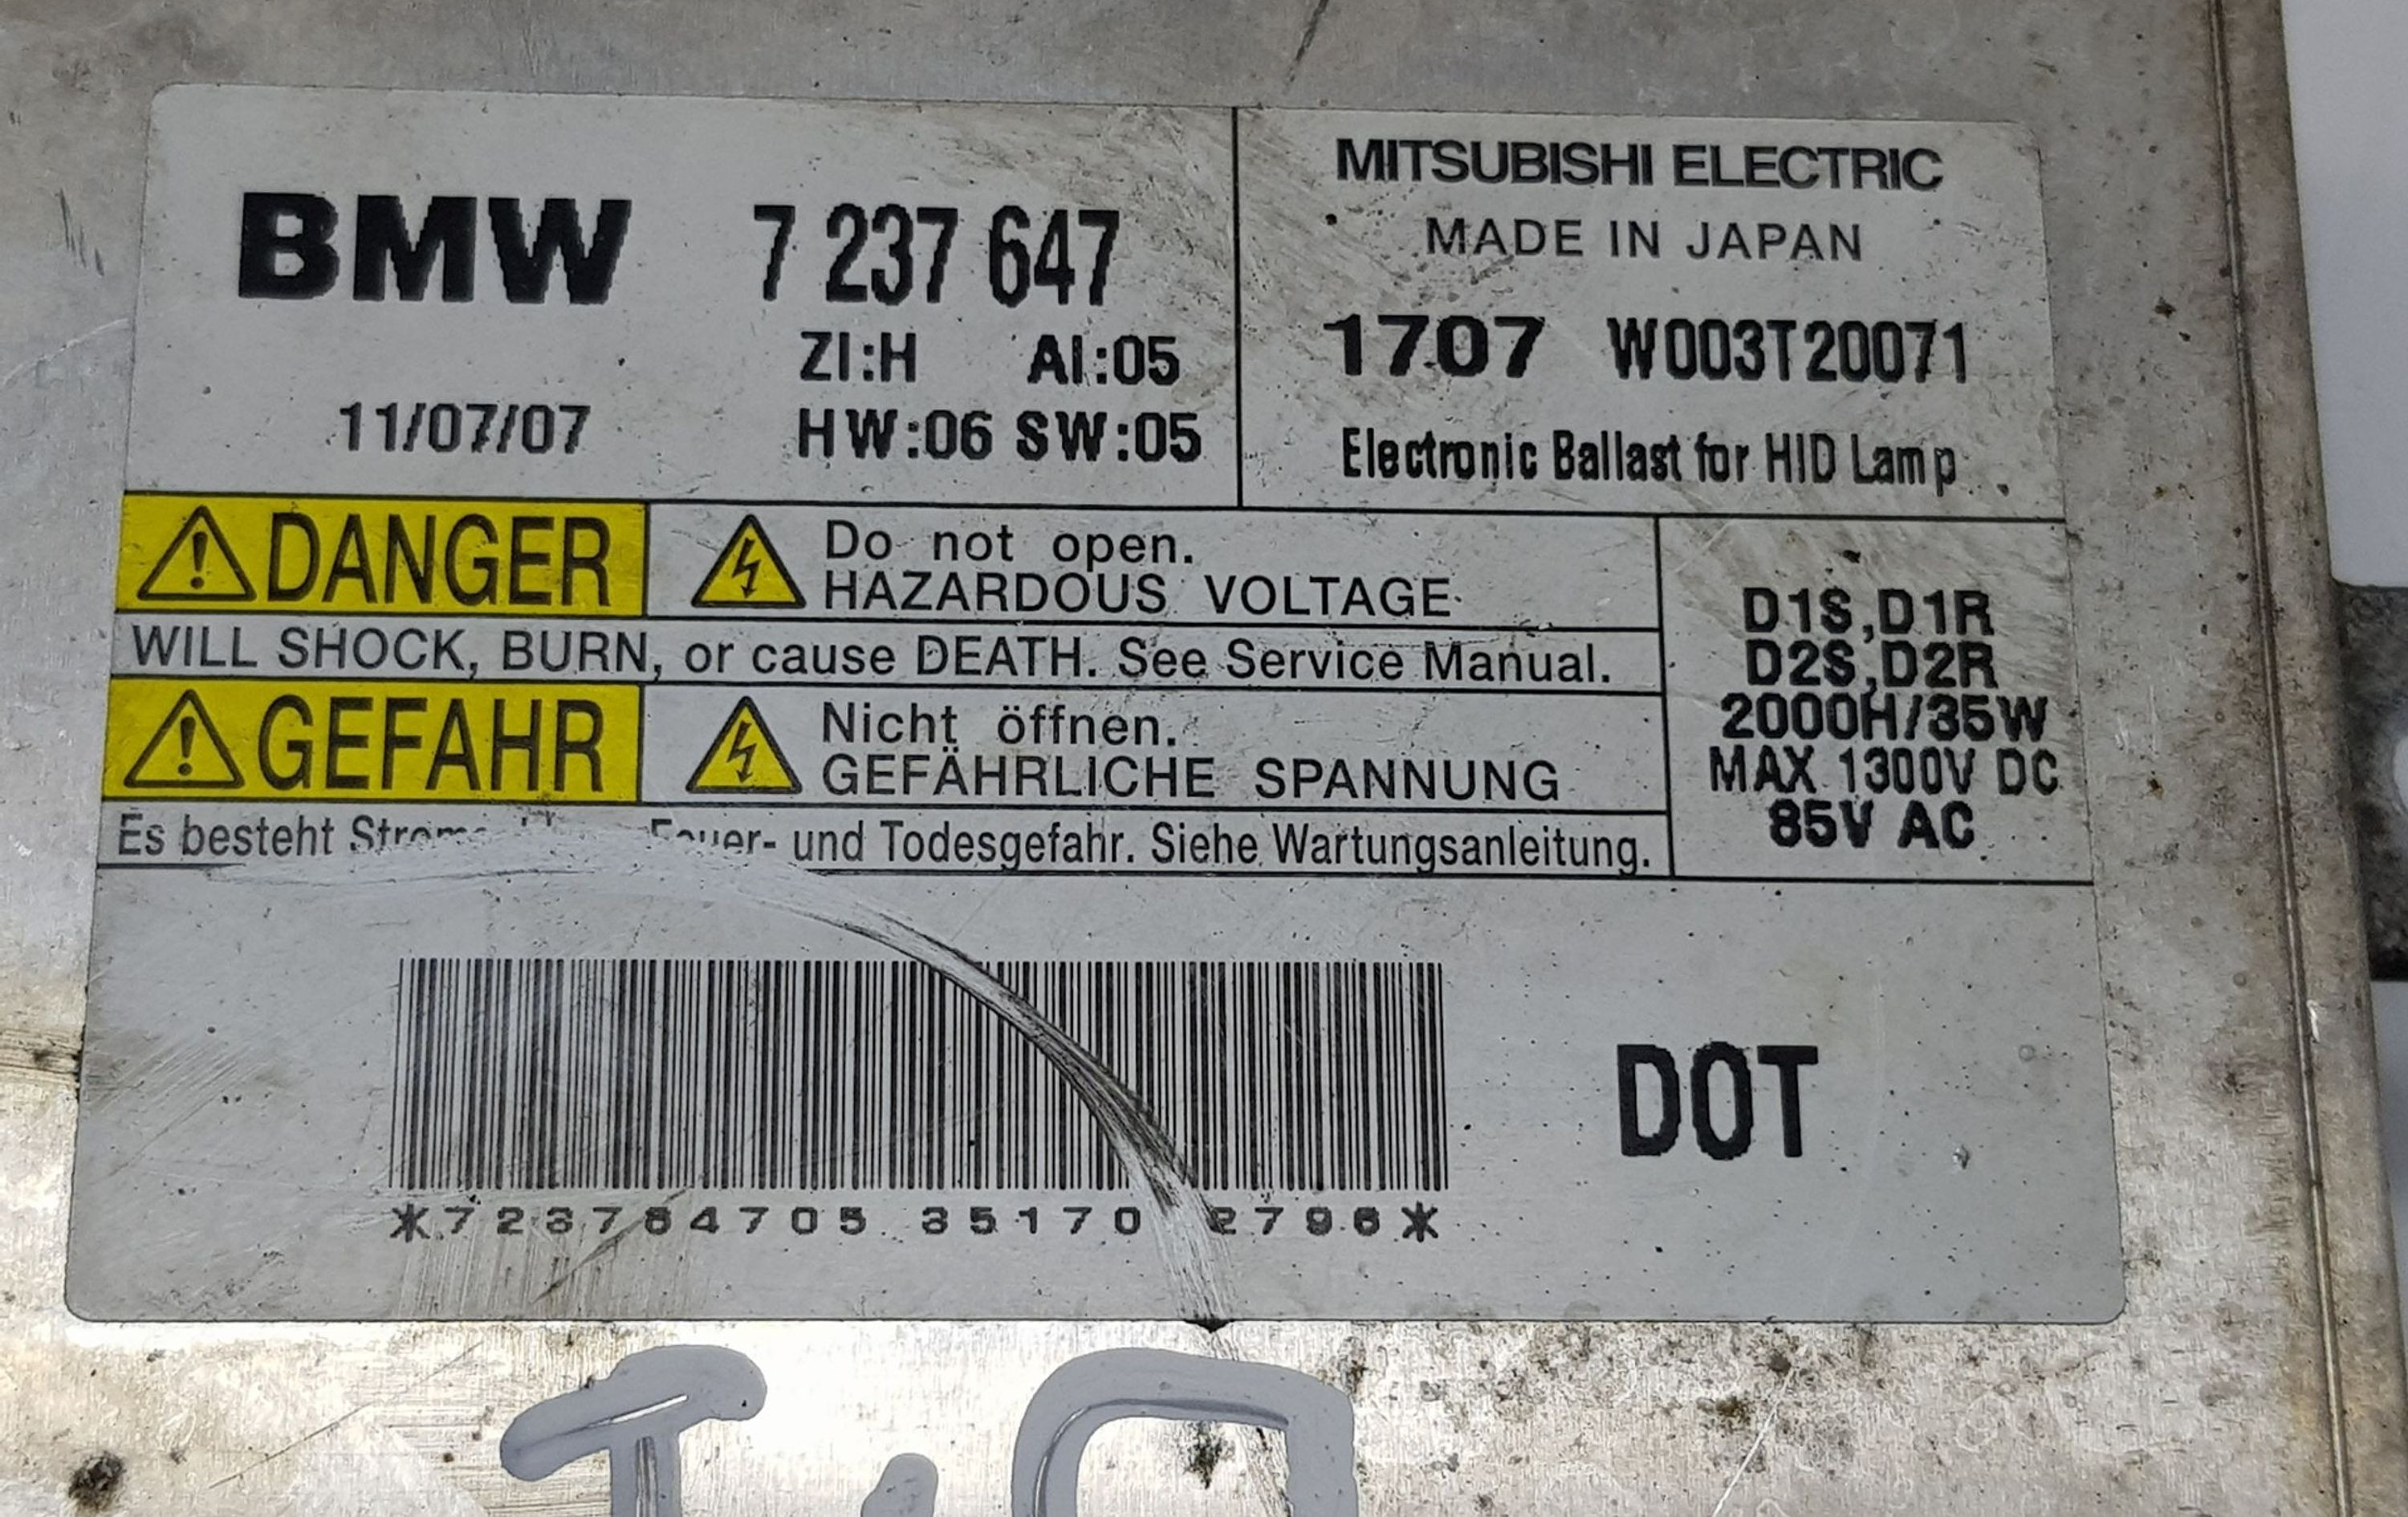 BMW 7 237 647
ZI:H AI:05
11/07/07 HW:06 SW:05
MITSUBISHI ELECTRIC
MADE IN JAPAN
1707 W003T20071
Electronic Ballast for HID Lamp
DANGER
Do not open.
HAZARDOUS VOLTAGE
WILL SHOCK, BURN, or cause DEATH. See Service Manual.
GEFAHR
Nicht öffnen.
GEFÄHRLICHE SPANNUNG
Es besteht und Todesgefahr. Siehe Wartungsanleitung.
D1S,D1R
D2S,D2R
2000H/35W
MAX 1300V DC
85V AC
*723764705 35170 2796*
DOT